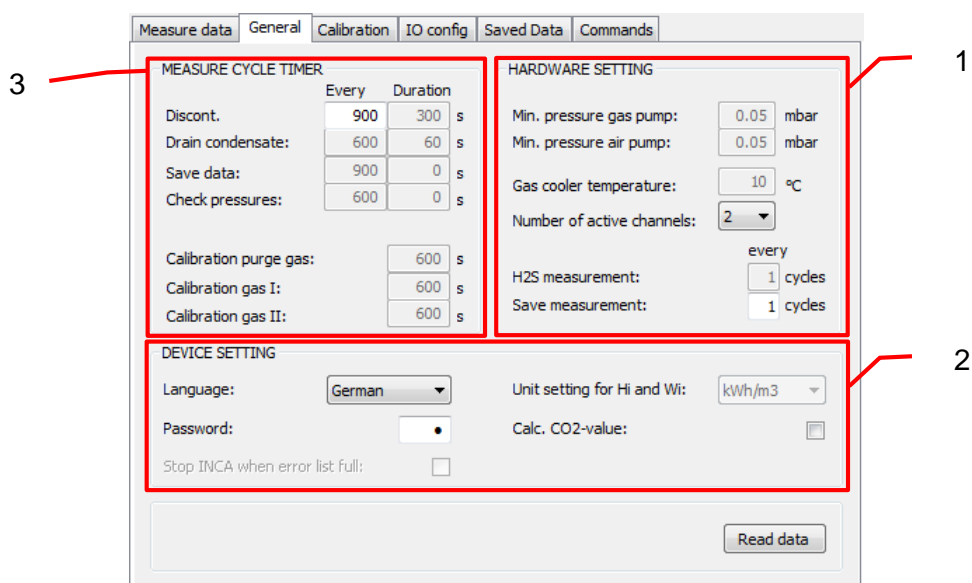 Measure data General Calibration IO config Saved Data Commands
3
1
2
MEASURE CYCLE TIMER
Every Duration
Discont. 900 300 s
Drain condensate: 600 60 s
Save data: 900 0 s
Check pressures: 600 0 s
Calibration purge gas: 600 s
Calibration gas I: 600 s
Calibration gas II: 600 s
HARDWARE SETTING
Min. pressure gas pump: 0.05 mbar
Min. pressure air pump: 0.05 mbar
Gas cooler temperature: 10 ºC
Number of active channels: 2
every
H2S measurement: 1 cycles
Save measurement: 1 cycles
DEVICE SETTING
Language: German
Password: •
Stop INCA when error list full:
Unit setting for Hi and Wi: kWh/m3
Calc. CO2-value:
Read data